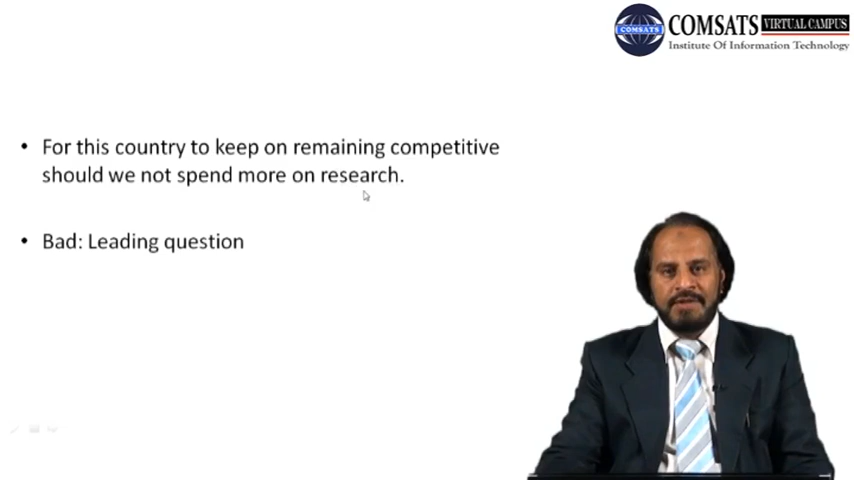 COMSATS
COMSATS VIRTUAL CAMPUS
Institute Of Information Technology
• For this country to keep on remaining competitive
should we not spend more on research.
• Bad: Leading question